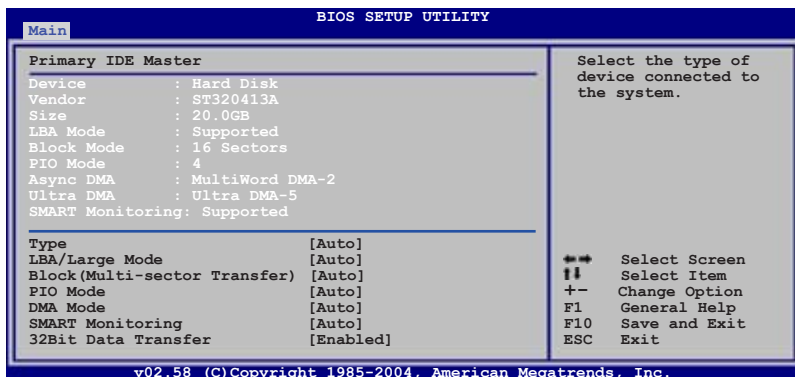 BIOS SETUP UTILITY
Main
Primary IDE Master
Device : Hard Disk
Vendor : ST320413A
Size : 20.0GB
LBA Mode : Supported
Block Mode : 16 Sectors
PIO Mode : 4
Async DMA : MultiWord DMA-2
Ultra DMA : Ultra DMA-5
SMART Monitoring: Supported
Type [Auto]
LBA/Large Mode [Auto]
Block(Multi-sector Transfer) [Auto]
PIO Mode [Auto]
DMA Mode [Auto]
SMART Monitoring [Auto]
32Bit Data Transfer [Enabled]
Select the type of
device connected to
the system.
←→ Select Screen
↑↓ Select Item
+- Change Option
F1 General Help
F10 Save and Exit
ESC Exit
v02.58 (C)Copyright 1985-2004, American Megatrends, Inc.